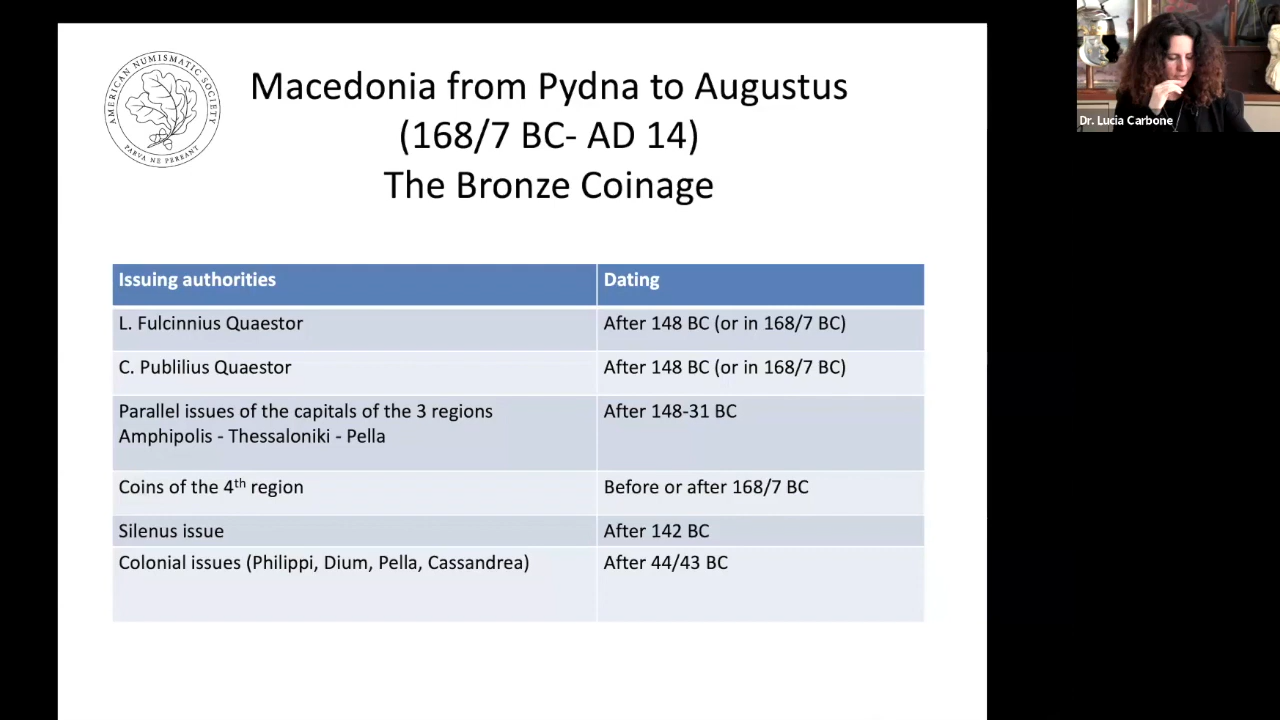 AMERICAN NUMISMATIC SOCIETY
PARVA NE PEREANT
Macedonia from Pydna to Augustus
(168/7 BC- AD 14)
The Bronze Coinage
Issuing authorities
Dating
L. Fulcinnius Quaestor
After 148 BC (or in 168/7 BC)
C. Publilius Quaestor
After 148 BC (or in 168/7 BC)
Parallel issues of the capitals of the 3 regions
Amphipolis - Thessaloniki - Pella
After 148-31 BC
Coins of the 4th region
Before or after 168/7 BC
Silenus issue
After 142 BC
Colonial issues (Philippi, Dium, Pella, Cassandrea)
After 44/43 BC
Dr. Lucia Carbone